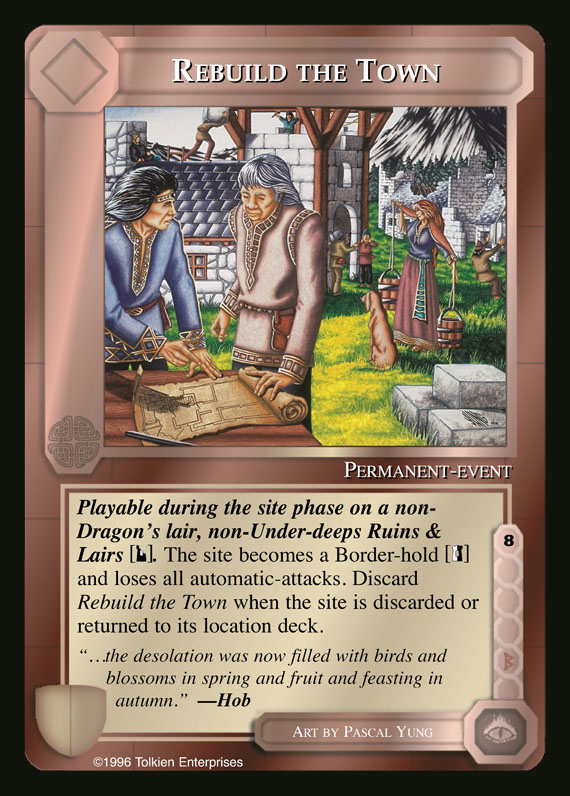 REBUILD THE TOWN
PERMANENT-EVENT
Playable during the site phase on a non-
Dragon's lair, non-Under-deeps Ruins &
Lairs []. The site becomes a Border-hold []
and loses all automatic-attacks. Discard
Rebuild the Town when the site is discarded or
returned to its location deck.
“…the desolation was now filled with birds and
blossoms in spring and fruit and feasting in
autumn.” —Hob
8
ART BY PASCAL YUNG
©1996 Tolkien Enterprises